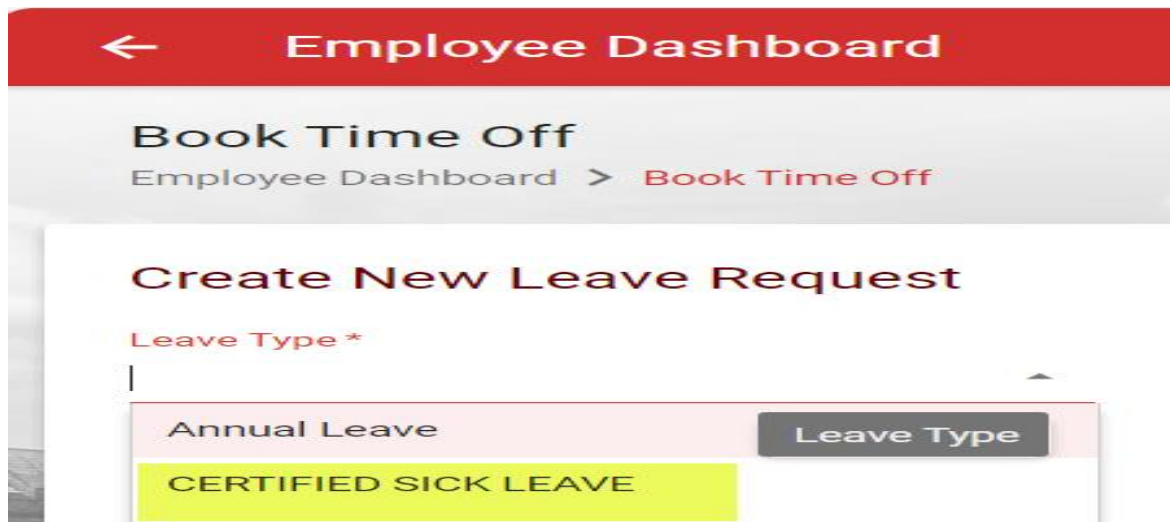 Employee Dashboard
Book Time Off
Employee Dashboard > Book Time Off
Create New Leave Request
Leave Type *
Annual Leave
Leave Type
CERTIFIED SICK LEAVE